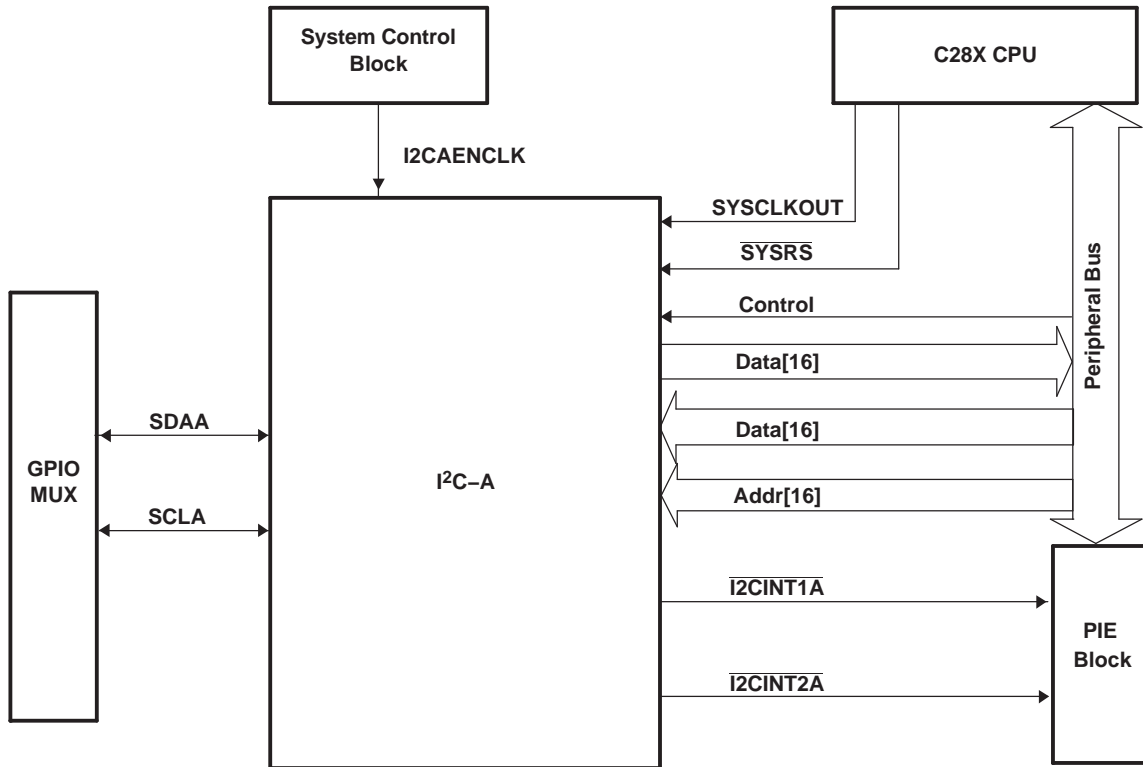 System Control
Block
C28X CPU
I2CAENCLK
SYSCLKOUT
SYSRS
Control
Data[16]
Data[16]
Addr[16]
Peripheral Bus
GPIO
MUX
SDAA
SCLA
I²C–A
I2CINT1A
I2CINT2A
PIE
Block